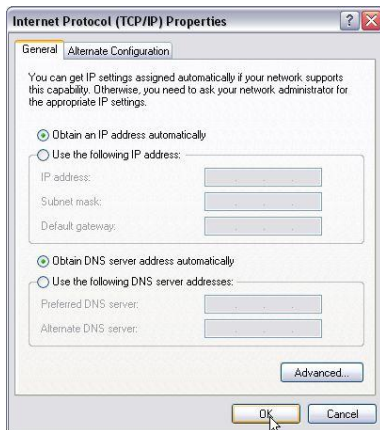 Internet Protocol (TCP/IP) Properties
General
Alternate Configuration
You can get IP settings assigned automatically if your network supports
this capability. Otherwise, you need to ask your network administrator for
the appropriate IP settings.
Obtain an IP address automatically
Use the following IP address:
IP address:
Subnet mask:
Default gateway:
Obtain DNS server address automatically
Use the following DNS server addresses:
Preferred DNS server:
Alternate DNS server:
Advanced...
OK
Cancel